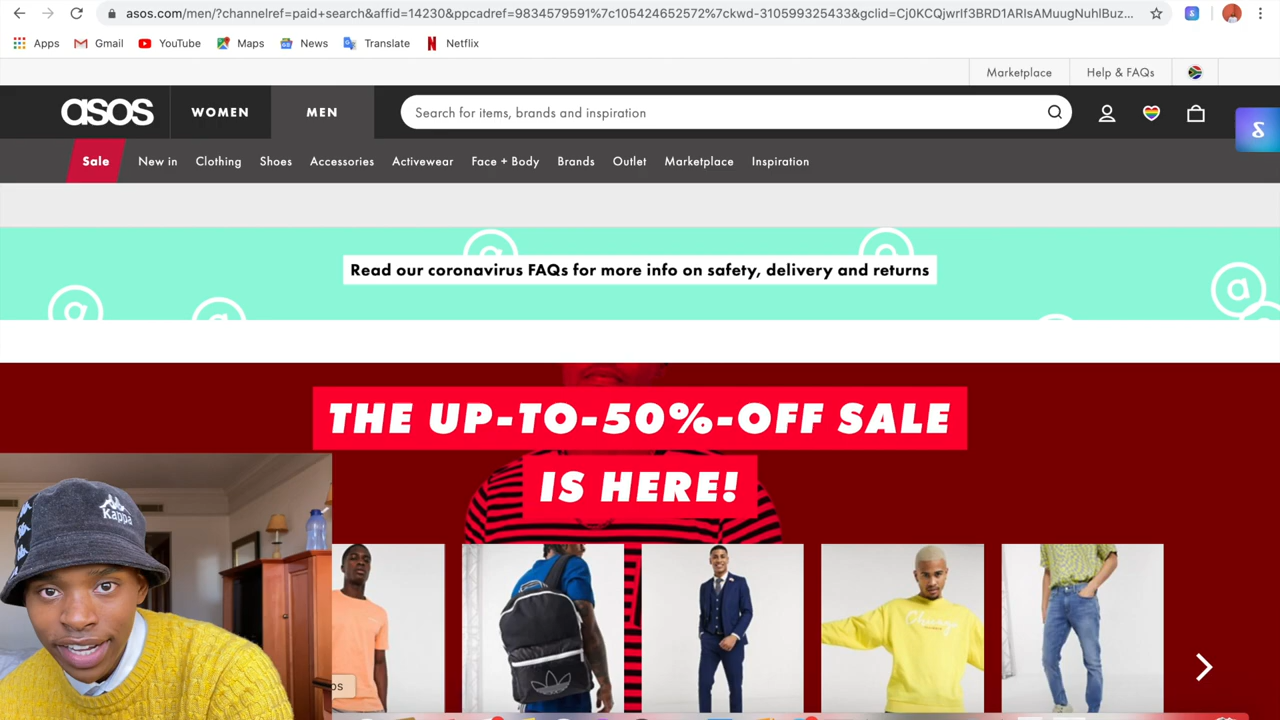 asos.com/men/?channelref=paid+search&affid=14230&ppcadref=9834579591%7c105424652572%7ckwd-310599325433&gclid=Cj0KCQjwrIf3BRD1ARIsAMuugNuhIBuz...
Apps Gmail YouTube Maps News Translate Netflix
Marketplace Help & FAQs
asos WOMEN MEN Search for items, brands and inspiration
Sale New in Clothing Shoes Accessories Activewear Face + Body Brands Outlet Marketplace Inspiration
Read our coronavirus FAQs for more info on safety, delivery and returns
THE UP-TO-50%-OFF SALE
IS HERE!
Kappa